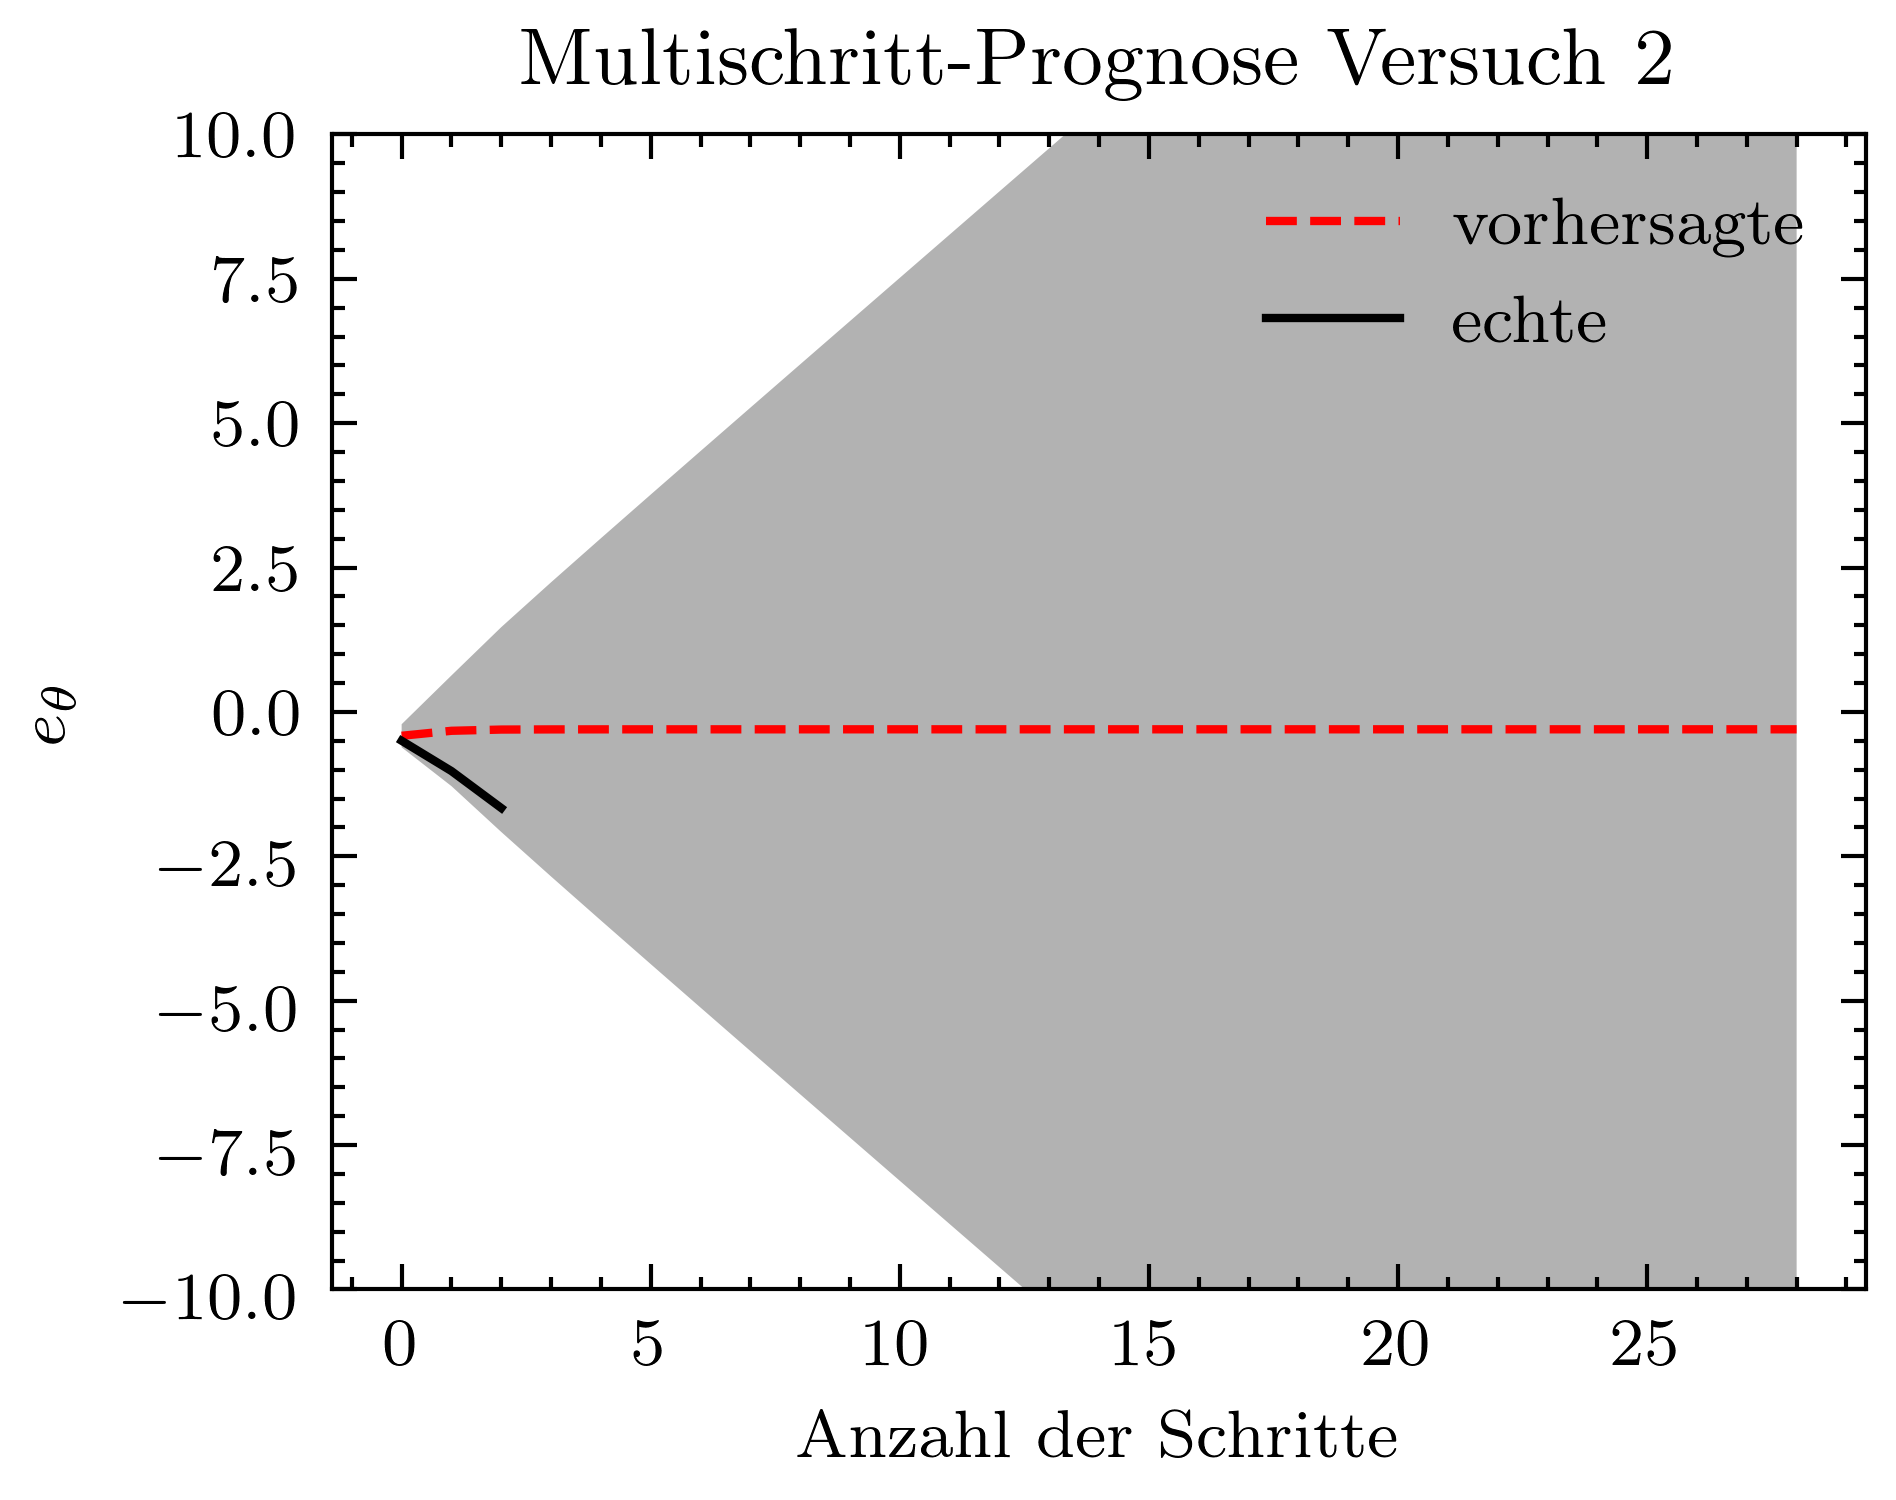 Multischritt-Prognose Versuch 2
10.0
7.5
5.0
2.5
0.0
−2.5
−5.0
−7.5
−10.0
e_θ
vorhersagte
echte
0 5 10 15 20 25
Anzahl der Schritte